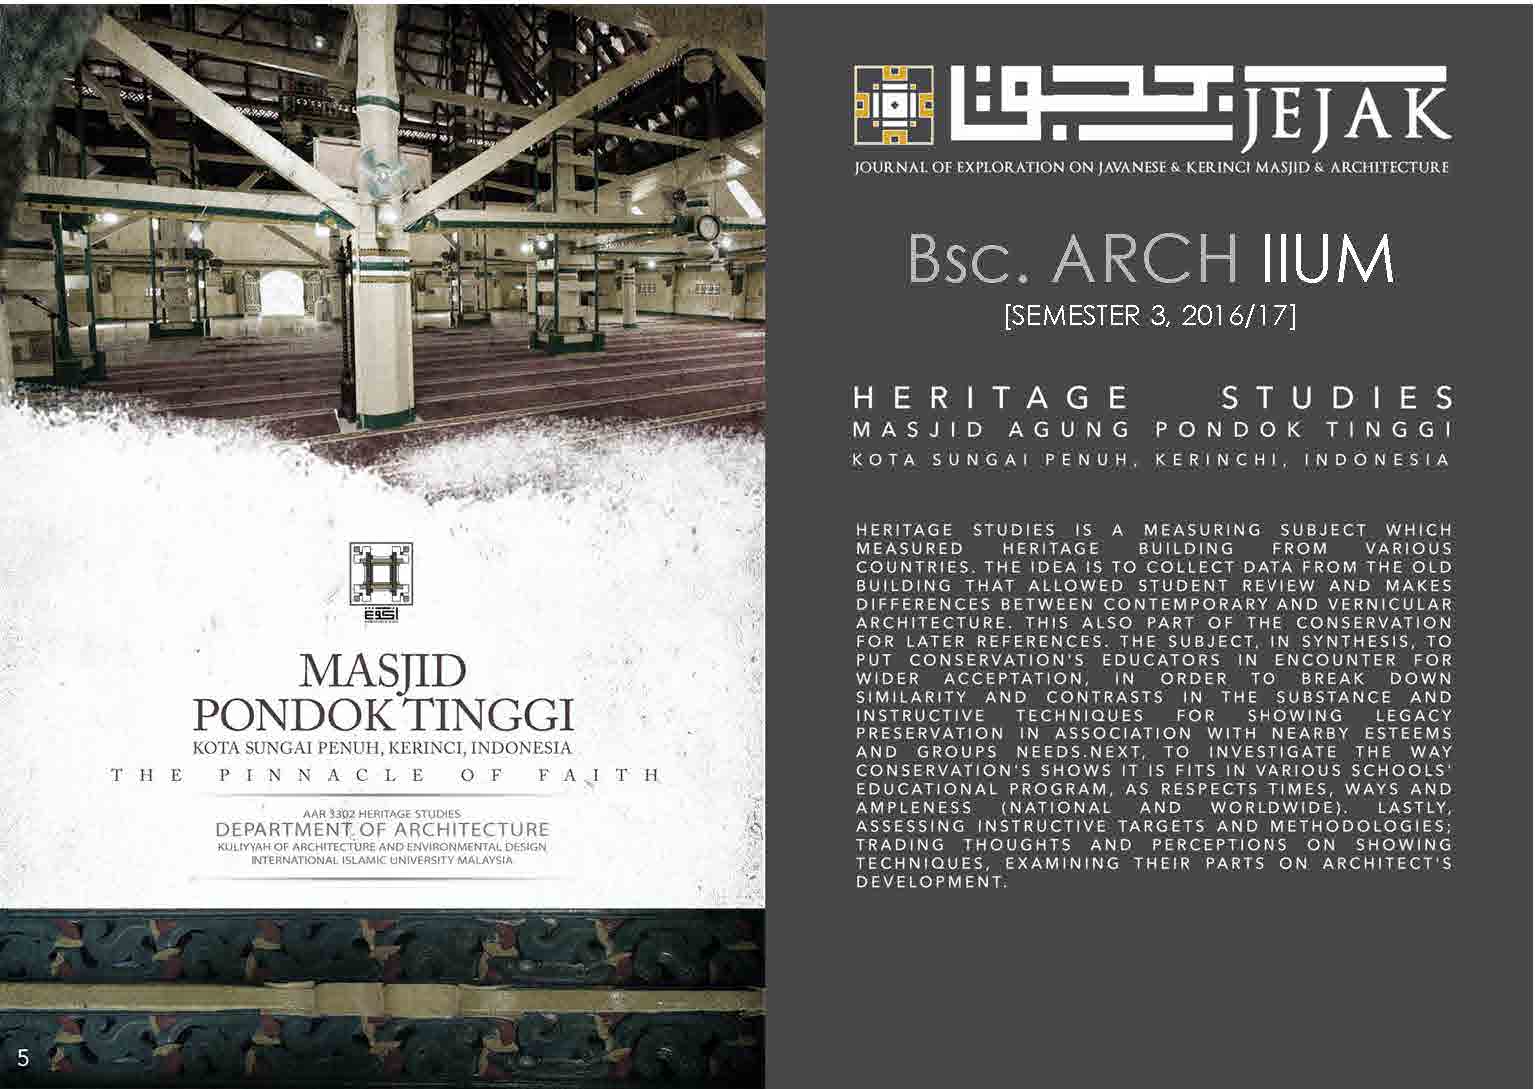 MASJID
PONDOK TINGGI
KOTA SUNGAI PENUH, KERINCI, INDONESIA
THE PINNACLE OF FAITH
AAR 3302 HERITAGE STUDIES
DEPARTMENT OF ARCHITECTURE
KULIYYAH OF ARCHITECTURE AND ENVIRONMENTAL DESIGN
INTERNATIONAL ISLAMIC UNIVERSITY MALAYSIA
5
JEJAK
JOURNAL OF EXPLORATION ON JAVANESE & KERINCI MASJID & ARCHITECTURE
Bsc. ARCH IIUM
[SEMESTER 3, 2016/17]
HERITAGE STUDIES
MASJID AGUNG PONDOK TINGGI
KOTA SUNGAI PENUH, KERINCHI, INDONESIA
HERITAGE STUDIES IS A MEASURING SUBJECT WHICH
MEASURED HERITAGE BUILDING FROM VARIOUS
COUNTRIES. THE IDEA IS TO COLLECT DATA FROM THE OLD
BUILDING THAT ALLOWED STUDENT REVIEW AND MAKES
DIFFERENCES BETWEEN CONTEMPORARY AND VERNICULAR
ARCHITECTURE. THIS ALSO PART OF THE CONSERVATION
FOR LATER REFERENCES. THE SUBJECT, IN SYNTHESIS, TO
PUT CONSERVATION'S EDUCATORS IN ENCOUNTER FOR
WIDER ACCEPTATION, IN ORDER TO BREAK DOWN
SIMILARITY AND CONTRASTS IN THE SUBSTANCE AND
INSTRUCTIVE TECHNIQUES FOR SHOWING LEGACY
PRESERVATION IN ASSOCIATION WITH NEARBY ESTEEMS
AND GROUPS NEEDS.NEXT, TO INVESTIGATE THE WAY
CONSERVATION'S SHOWS IT IS FITS IN VARIOUS SCHOOLS'
EDUCATIONAL PROGRAM, AS RESPECTS TIMES, WAYS AND
AMPLENESS (NATIONAL AND WORLDWIDE). LASTLY,
ASSESSING INSTRUCTIVE TARGETS AND METHODOLOGIES;
TRADING THOUGHTS AND PERCEPTIONS ON SHOWING
TECHNIQUES, EXAMINING THEIR PARTS ON ARCHITECT'S
DEVELOPMENT.